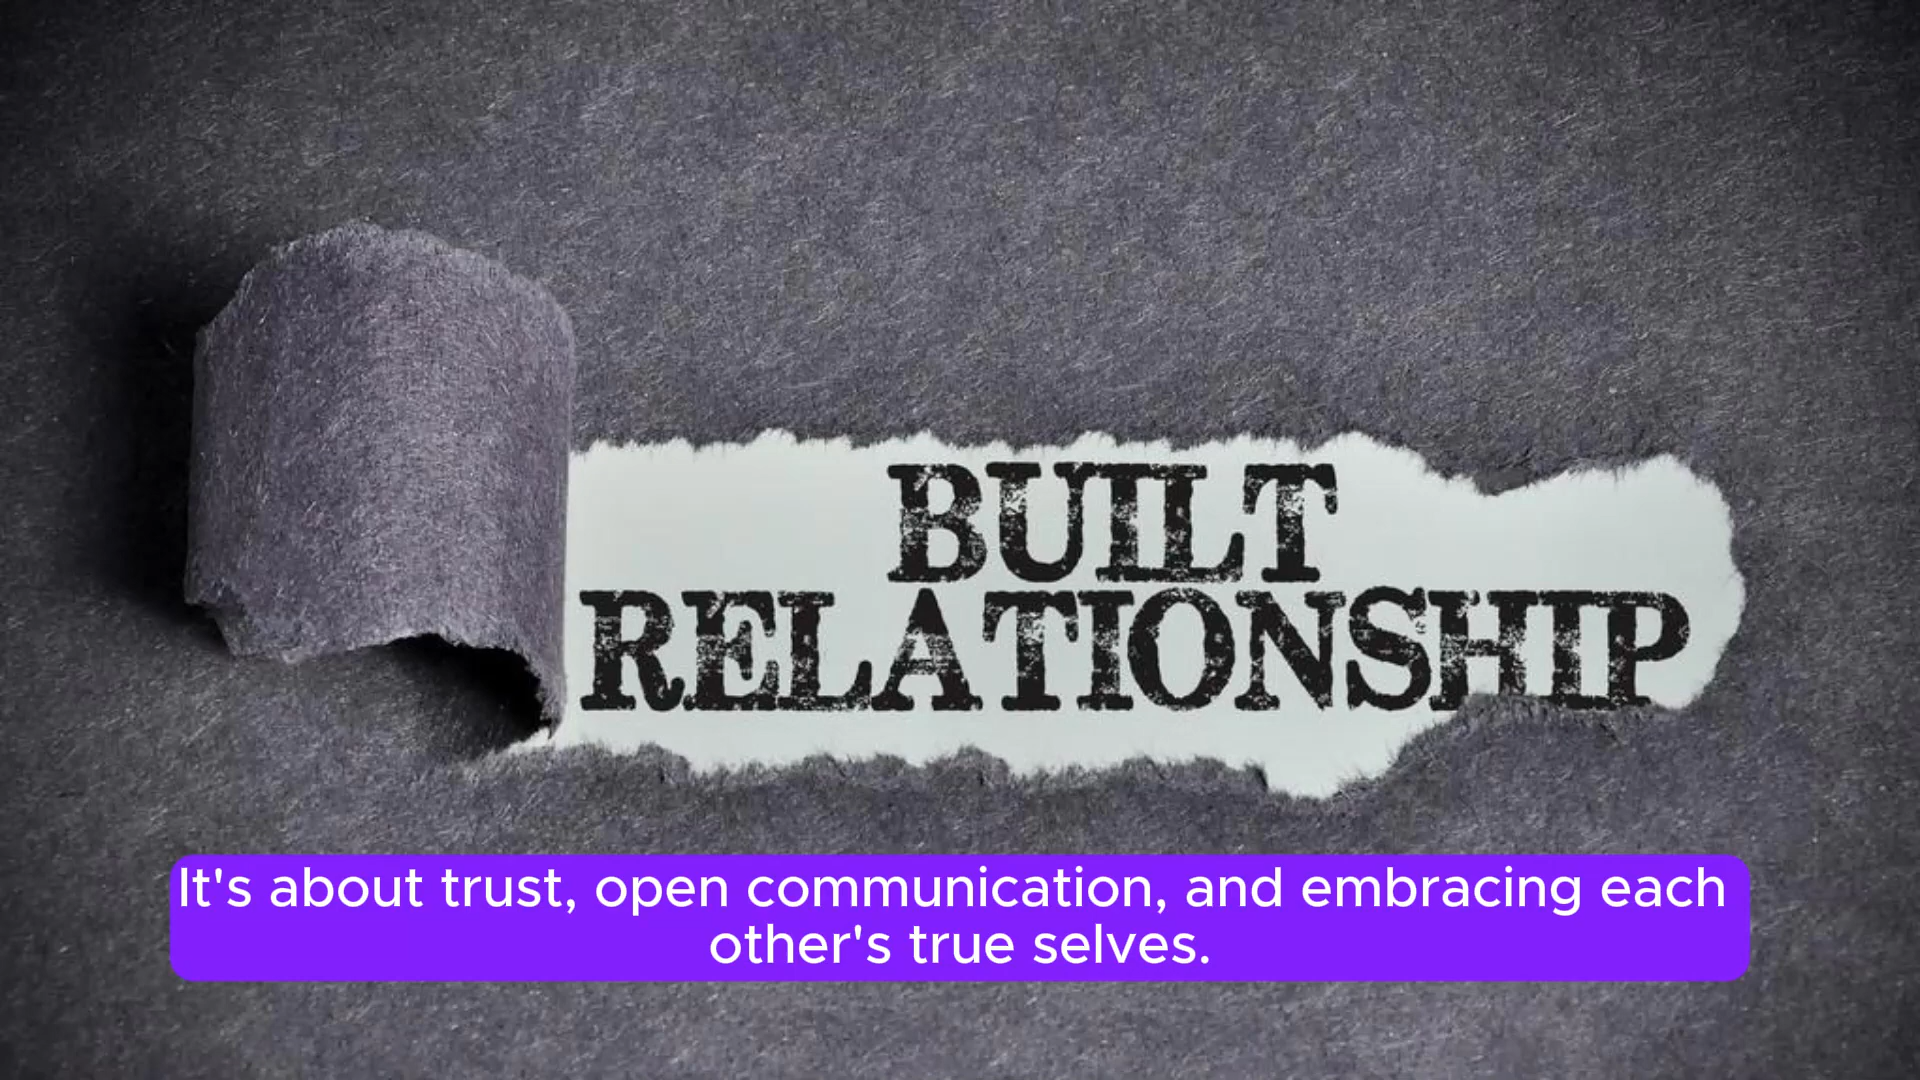 BUILT
RELATIONSHIP
It's about trust, open communication, and embracing each
other's true selves.